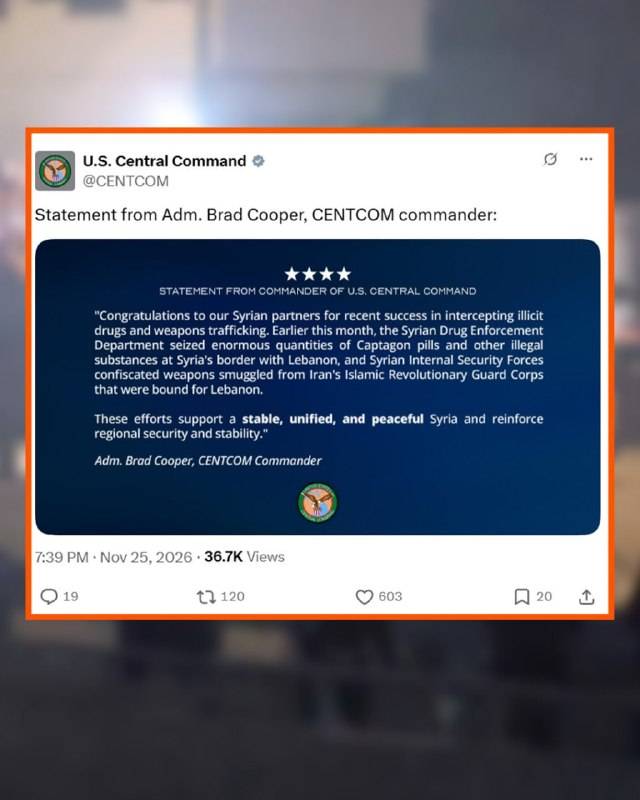 U.S. Central Command
@CENTCOM
Statement from Adm. Brad Cooper, CENTCOM commander:
STATEMENT FROM COMMANDER OF U.S. CENTRAL COMMAND
"Congratulations to our Syrian partners for recent success in intercepting illicit
drugs and weapons trafficking. Earlier this month, the Syrian Drug Enforcement
Department seized enormous quantities of Captagon pills and other illegal
substances at Syria's border with Lebanon, and Syrian Internal Security Forces
confiscated weapons smuggled from Iran's Islamic Revolutionary Guard Corps
that were bound for Lebanon.
These efforts support a stable, unified, and peaceful Syria and reinforce
regional security and stability."
Adm. Brad Cooper, CENTCOM Commander
7:39 PM · Nov 25, 2026 · 36.7K Views
19 120 603 20